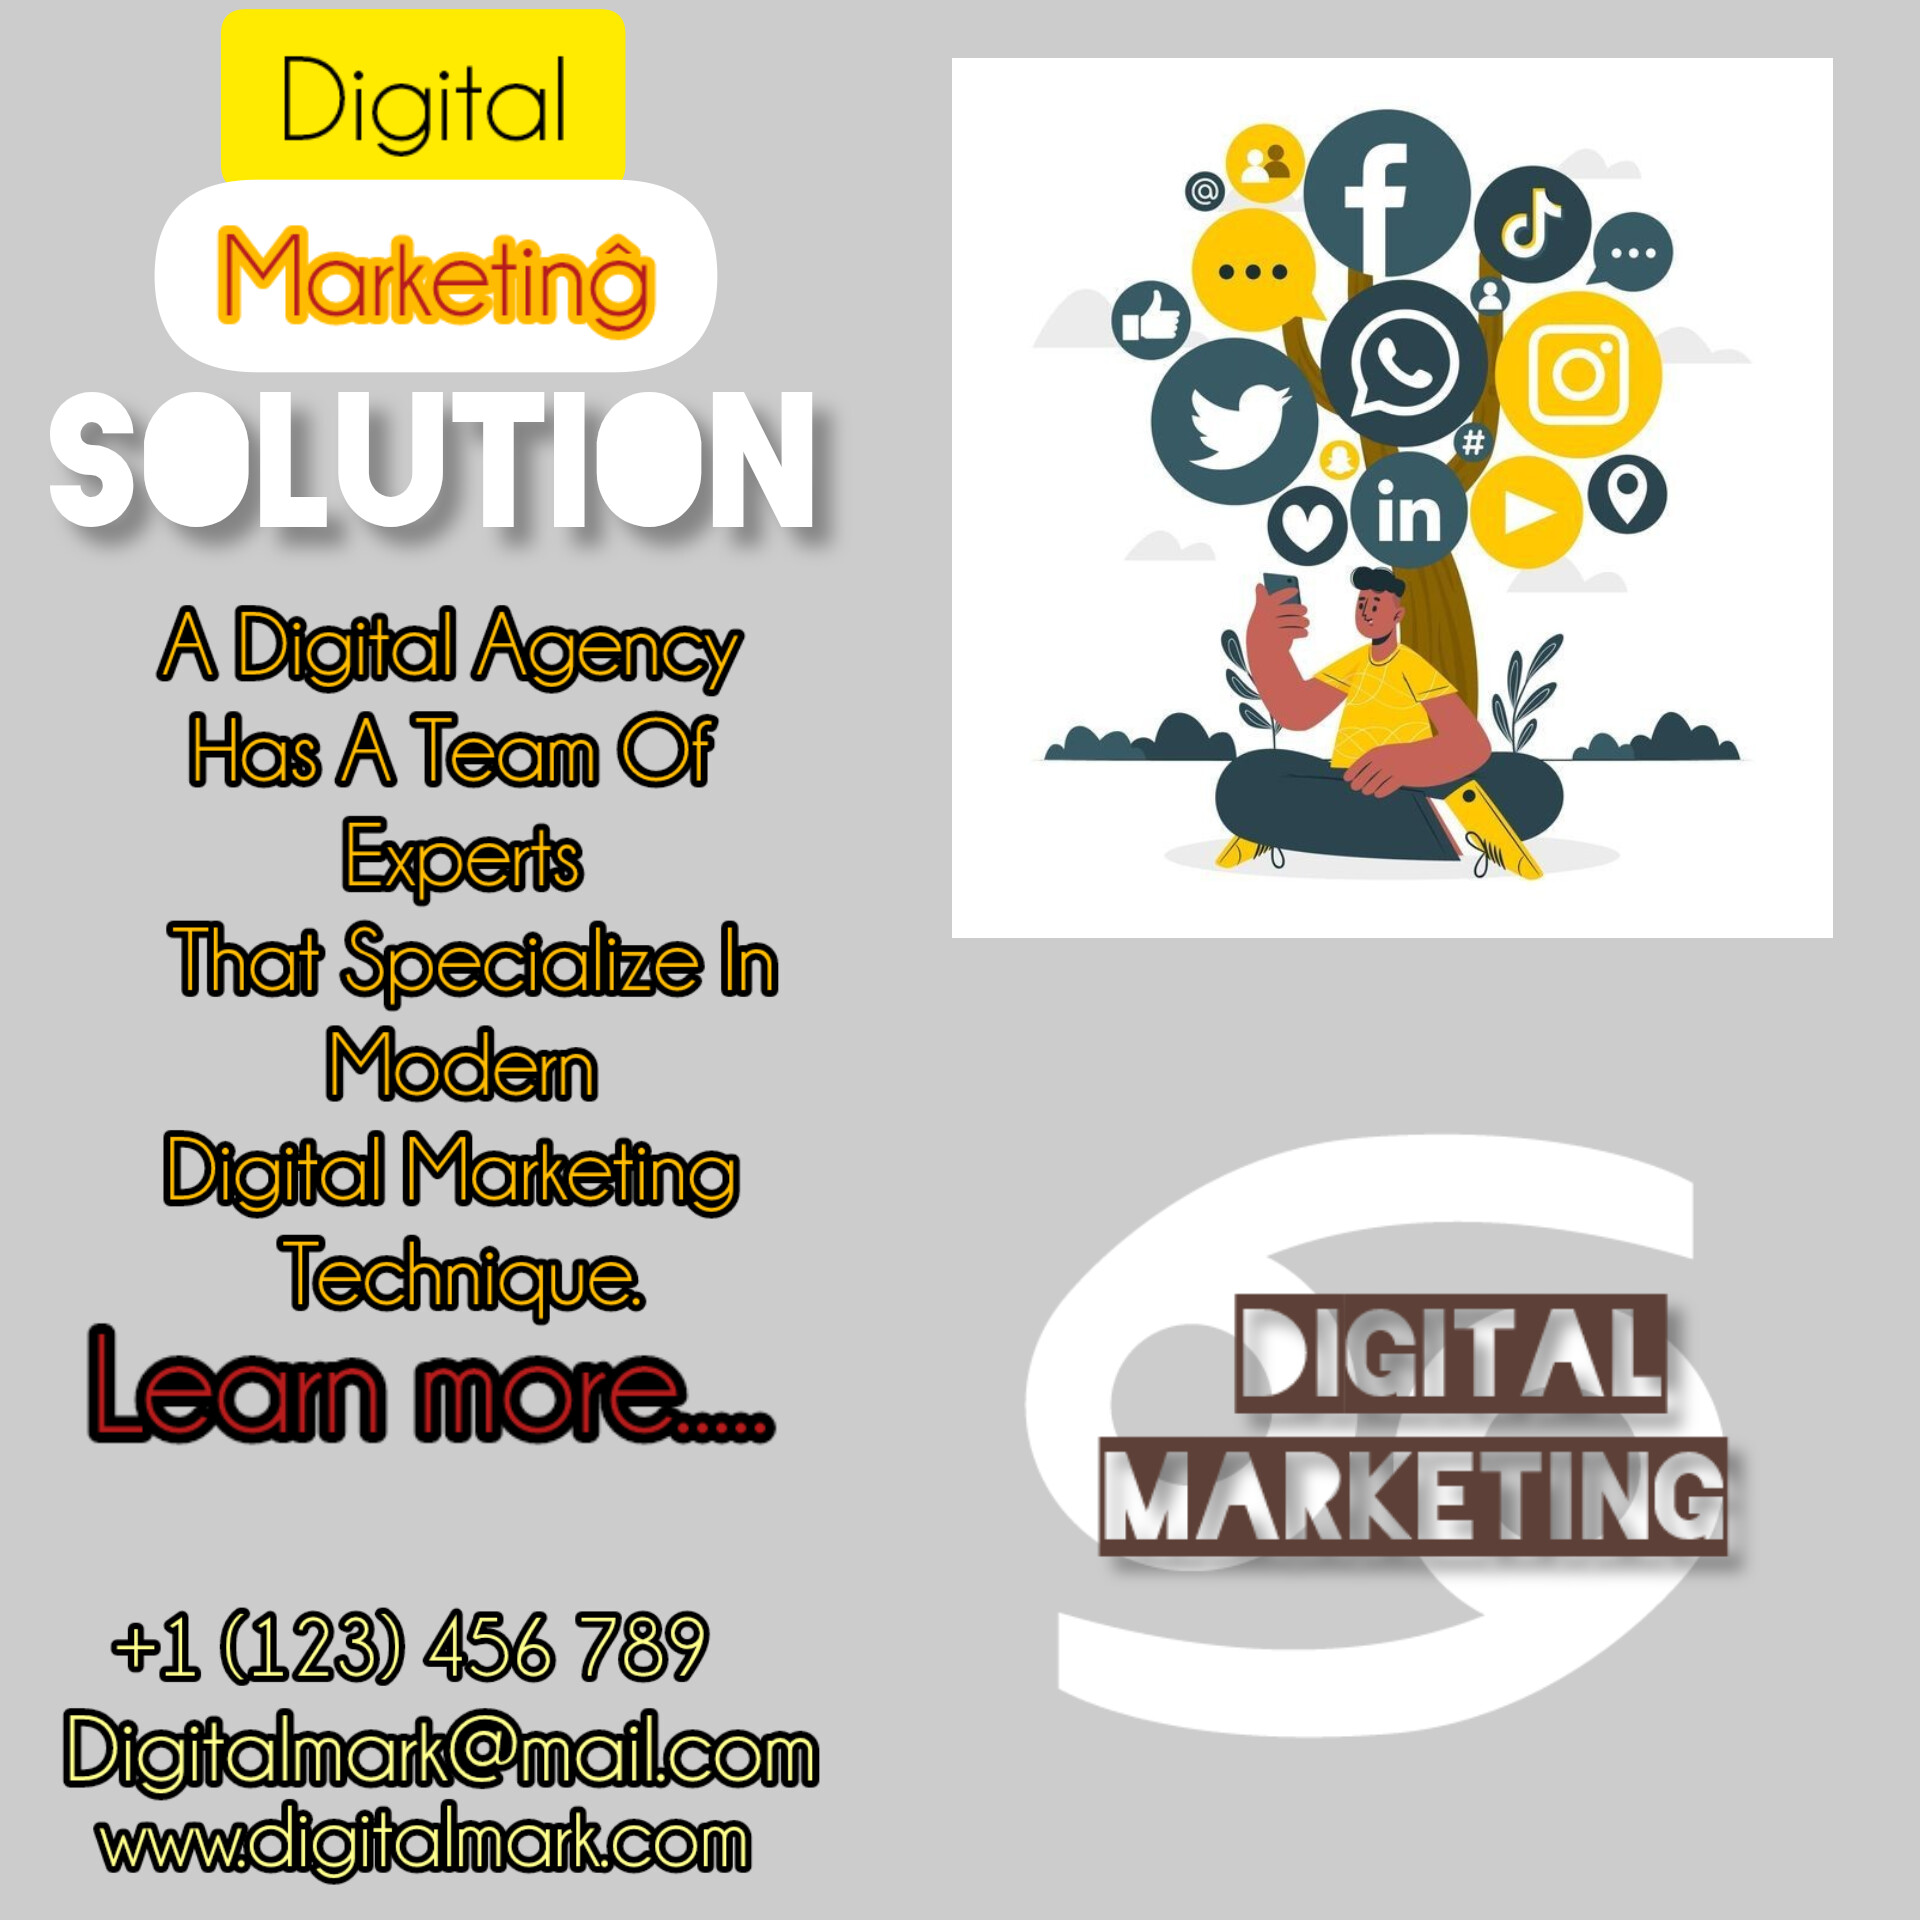 Digital
Marketinĝ
SOLUTION
A Digital Agency
Has A Team Of
Experts
That Specialize In
Modern
Digital Marketing
Technique.
Learn more.....
+1 (123) 456 789
Digitalmark@mail.com
www.digitalmark.com
@
f
#
in
DIGITAL
MARKETING